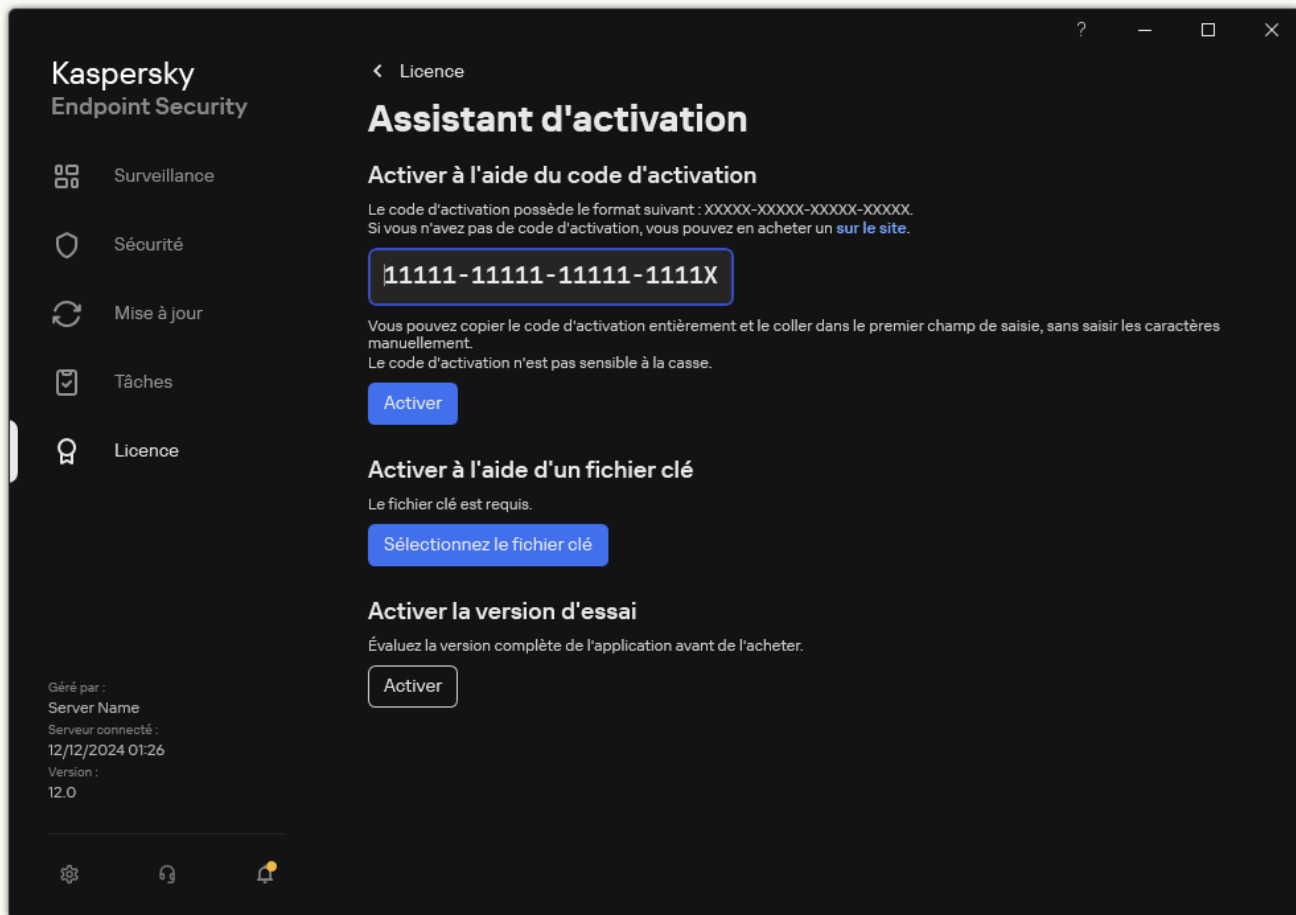 ?
Kaspersky
Endpoint Security
Surveillance
Sécurité
Mise à jour
Tâches
Licence
Géré par :
Server Name
Serveur connecté :
12/12/2024 01:26
Version :
12.0
Licence
Assistant d'activation
Activer à l'aide du code d'activation
Le code d'activation possède le format suivant : XXXXX-XXXXX-XXXXX-XXXXX.
Si vous n'avez pas de code d'activation, vous pouvez en acheter un sur le site.
11111-11111-11111-1111X
Vous pouvez copier le code d'activation entièrement et le coller dans le premier champ de saisie, sans saisir les caractères
manuellement.
Le code d'activation n'est pas sensible à la casse.
Activer
Activer à l'aide d'un fichier clé
Le fichier clé est requis.
Sélectionnez le fichier clé
Activer la version d'essai
Évaluez la version complète de l'application avant de l'acheter.
Activer